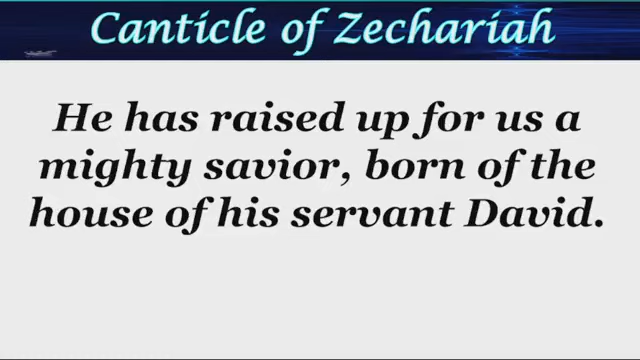 Canticle of Zechariah
He has raised up for us a
mighty savior, born of the
house of his servant David.